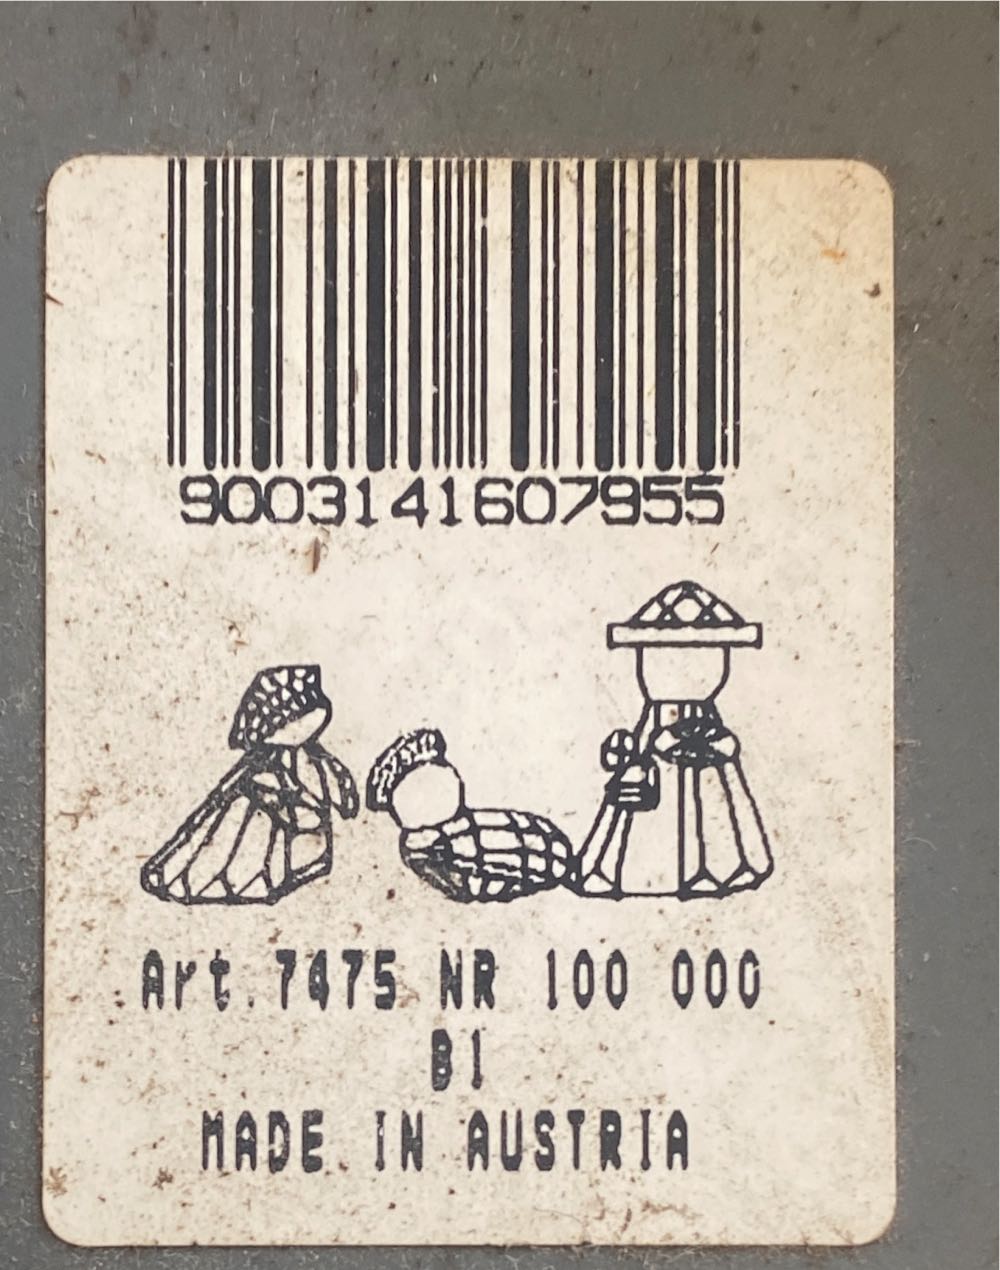 9003141607955
Art.7475 NR 100 000
B1
MADE IN AUSTRIA